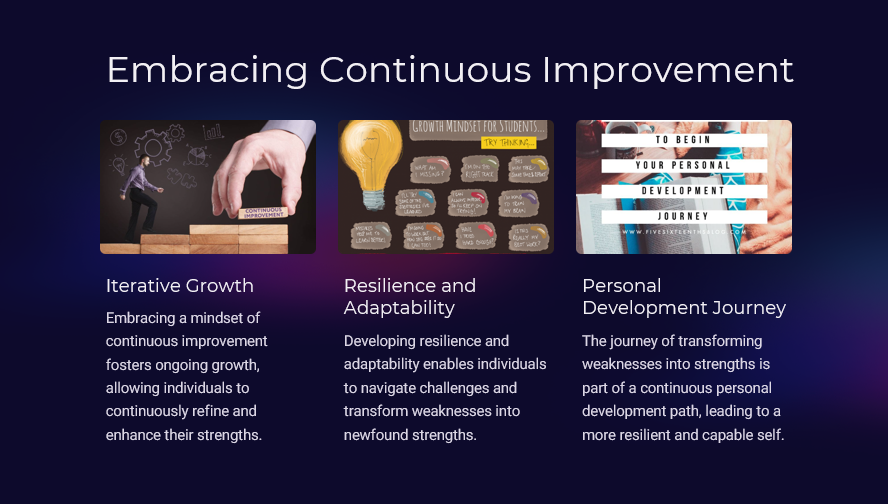 Embracing Continuous Improvement
CONTINUOUS
IMPROVEMENT
GROWTH MINDSET FOR STUDENTS...
TRY THINKING...
TO BEGIN
YOUR PERSONAL
DEVELOPMENT
JOURNEY
Iterative Growth
Embracing a mindset of
continuous improvement
fosters ongoing growth,
allowing individuals to
continuously refine and
enhance their strengths.
Resilience and
Adaptability
Developing resilience and
adaptability enables individuals
to navigate challenges and
transform weaknesses into
newfound strengths.
Personal
Development Journey
The journey of transforming
weaknesses into strengths is
part of a continuous personal
development path, leading to a
more resilient and capable self.